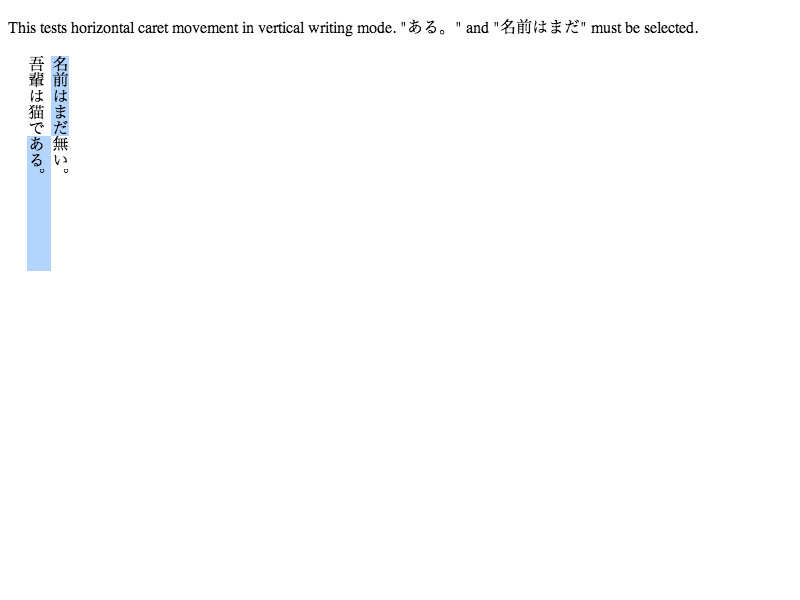 This tests horizontal caret movement in vertical writing mode. "ある。" and "名前はまだ" must be selected.
吾輩は猫である。
名前はまだ無い。